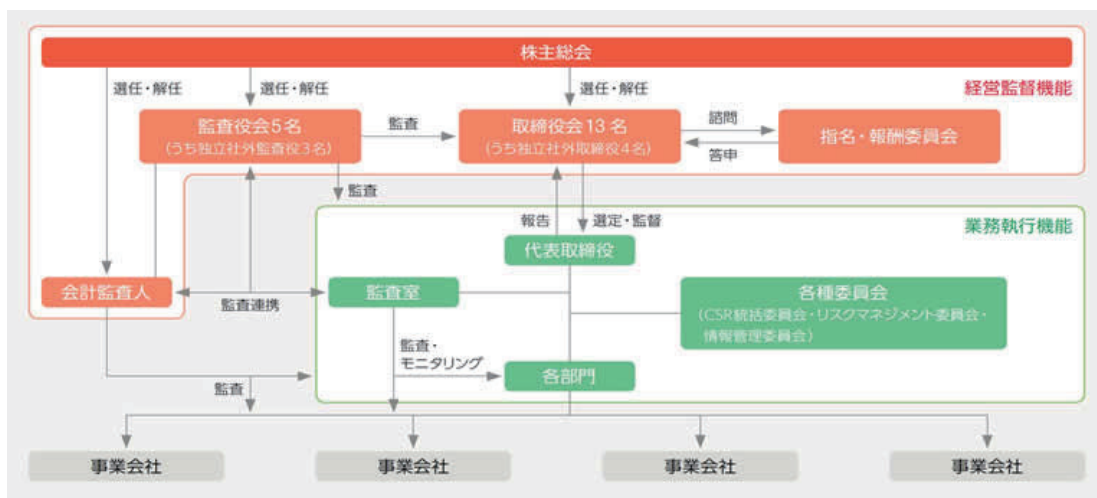 株主総会
選任・解任
選任・解任
選任・解任
経営監督機能
監査役会5名
(うち独立社外監査役3名)
監査
取締役会13名
(うち独立社外取締役4名)
諮問
答申
指名・報酬委員会
監査
報告
選定・監督
業務執行機能
代表取締役
会計監査人
監査連携
監査室
各種委員会
(CSR統括委員会・リスクマネジメント委員会・
情報管理委員会)
監査・
モニタリング
各部門
監査
事業会社
事業会社
事業会社
事業会社